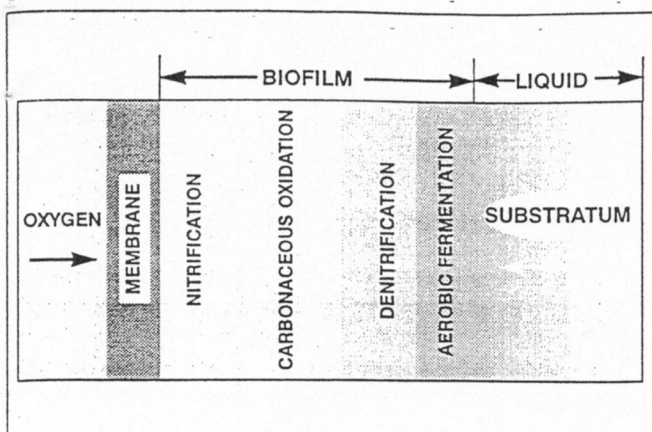 BIOFILM
LIQUID
OXYGEN
MEMBRANE
NITRIFICATION
CARBONACEOUS OXIDATION
DENITRIFICATION
AEROBIC FERMENTATION
SUBSTRATUM